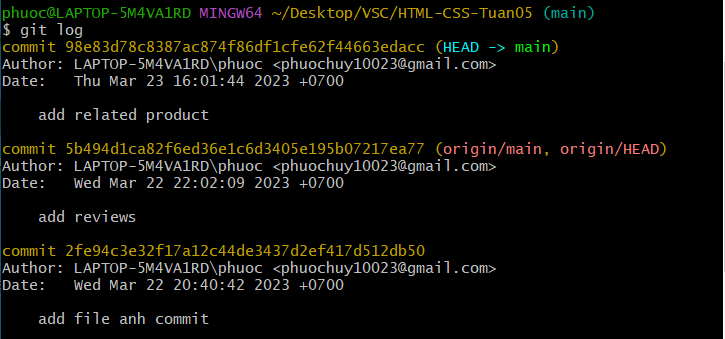 phuoc@LAPTOP-5M4VA1RD MINGW64 ~/Desktop/VSC/HTML-CSS-Tuan05 (main)
$ git log
commit 98e83d78c8387ac874f86df1cfe62f44663edacc (HEAD -> main)
Author: LAPTOP-5M4VA1RD\phuoc <phuochuy10023@gmail.com>
Date:   Thu Mar 23 16:01:44 2023 +0700
    add related product
commit 5b494d1ca82f6ed36e1c6d3405e195b07217ea77 (origin/main, origin/HEAD)
Author: LAPTOP-5M4VA1RD\phuoc <phuochuy10023@gmail.com>
Date:   Wed Mar 22 22:02:09 2023 +0700
    add reviews
commit 2fe94c3e32f17a12c44de3437d2ef417d512db50
Author: LAPTOP-5M4VA1RD\phuoc <phuochuy10023@gmail.com>
Date:   Wed Mar 22 20:40:42 2023 +0700
    add file anh commit